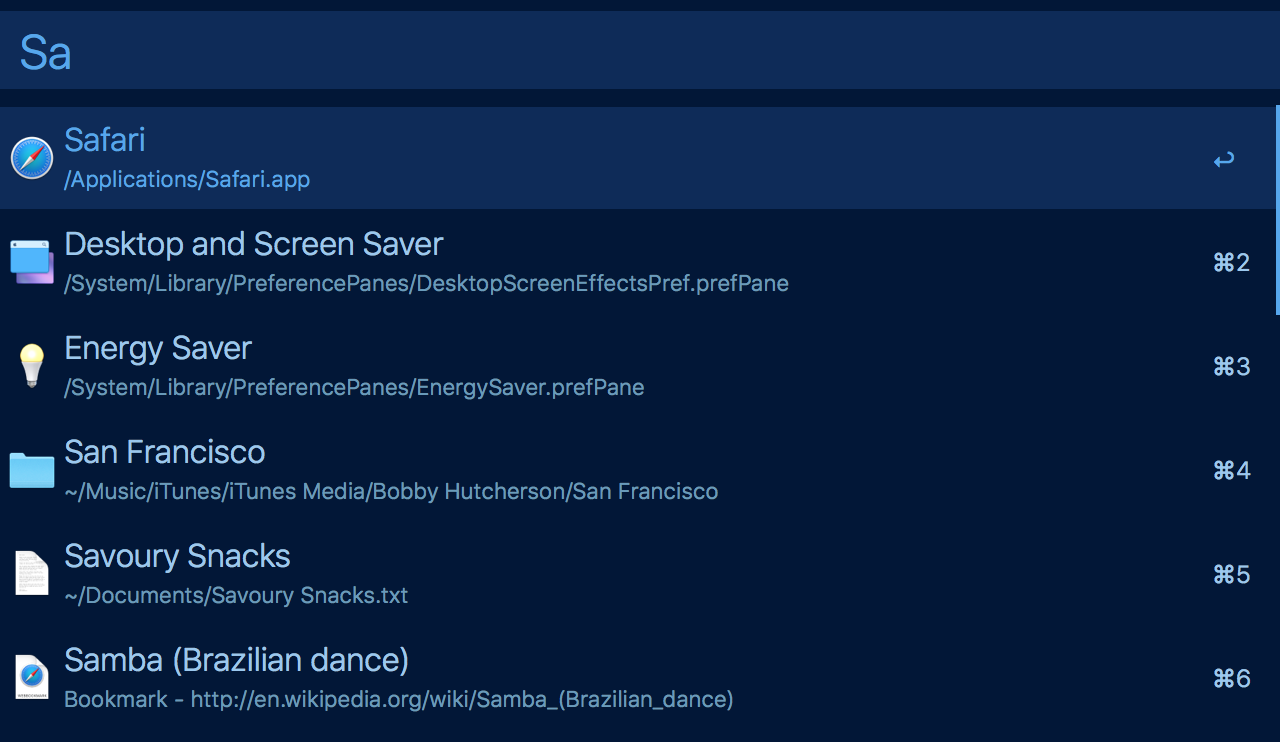 Sa
Safari
/Applications/Safari.app
↩
Desktop and Screen Saver
/System/Library/PreferencePanes/DesktopScreenEffectsPref.prefPane
⌘2
Energy Saver
/System/Library/PreferencePanes/EnergySaver.prefPane
⌘3
San Francisco
~/Music/iTunes/iTunes Media/Bobby Hutcherson/San Francisco
⌘4
Savoury Snacks
~/Documents/Savoury Snacks.txt
⌘5
Samba (Brazilian dance)
Bookmark - http://en.wikipedia.org/wiki/Samba_(Brazilian_dance)
⌘6